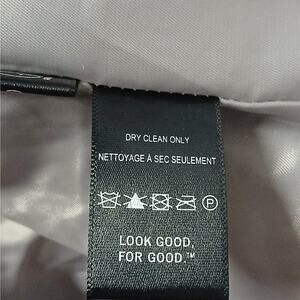 DRY CLEAN ONLY
NETTOYAGE À SEC SEULEMENT
P
LOOK GOOD,
FOR GOOD.™